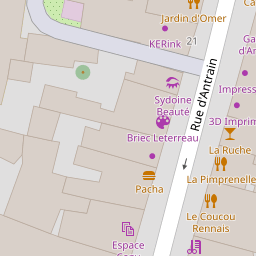 Jardin d'Omer
KERink
21
Sydoine
Beauté
Impress
3D Imprim
Rue d'Antrain
Briec Leterreau
La Ruche
Pacha
La Pimprenelle
Le Coucou
Rennais
Espace